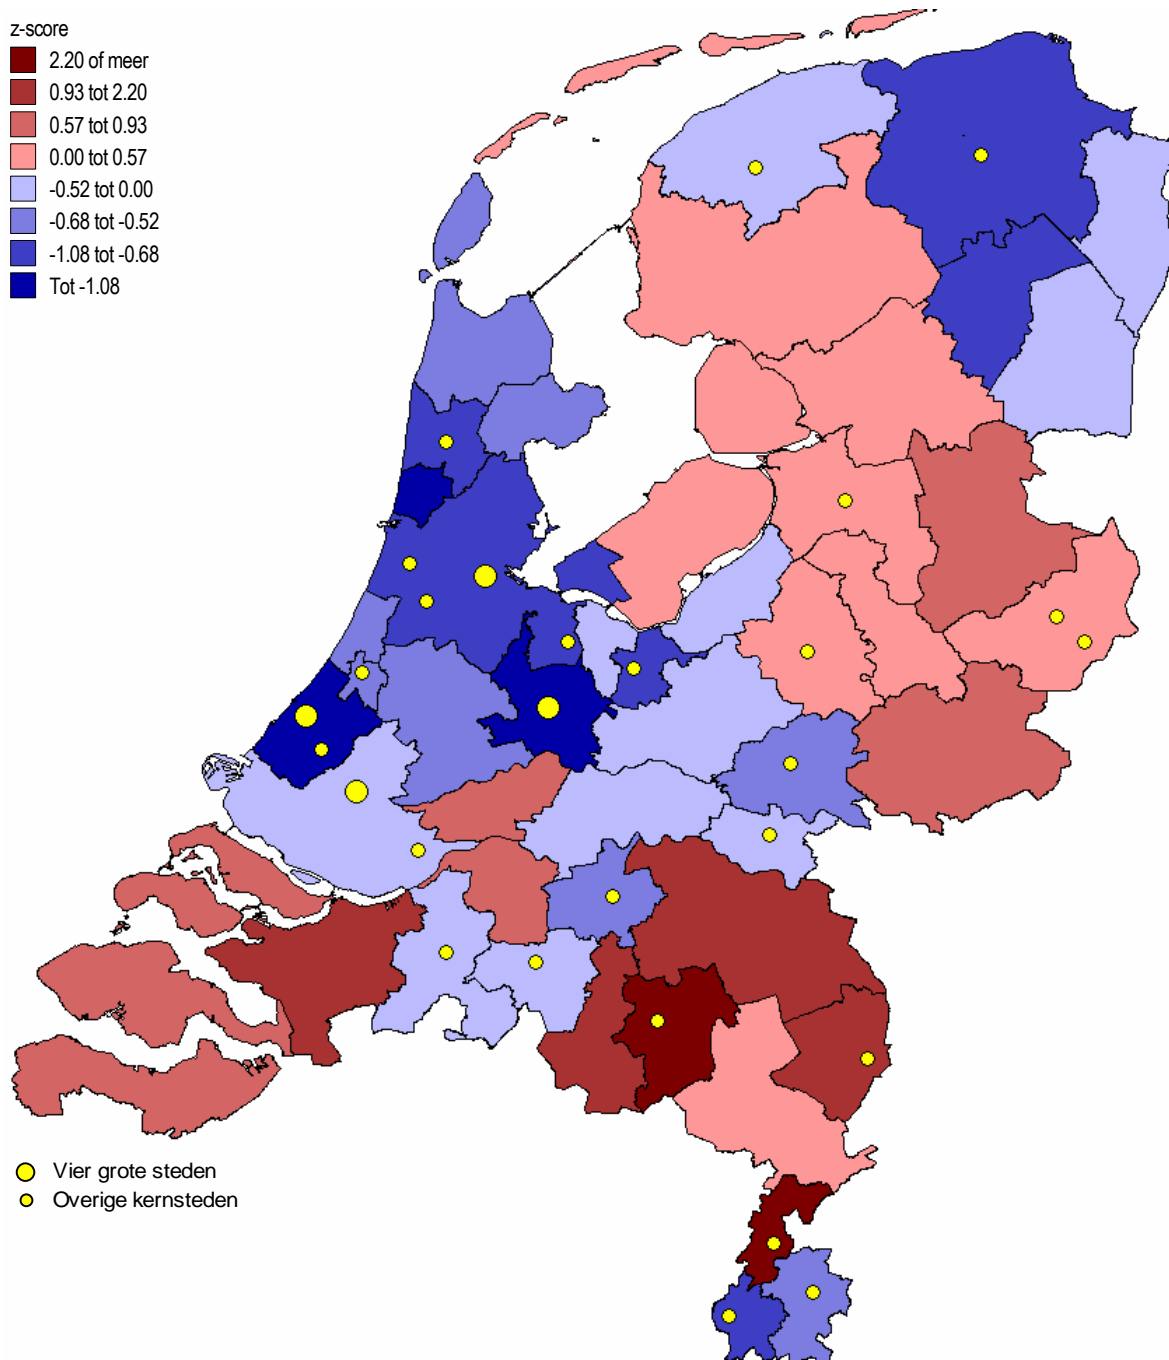 z-score
2.20 of meer
0.93 tot 2.20
0.57 tot 0.93
0.00 tot 0.57
-0.52 tot 0.00
-0.68 tot -0.52
-1.08 tot -0.68
Tot -1.08
Vier grote steden
Overige kernsteden